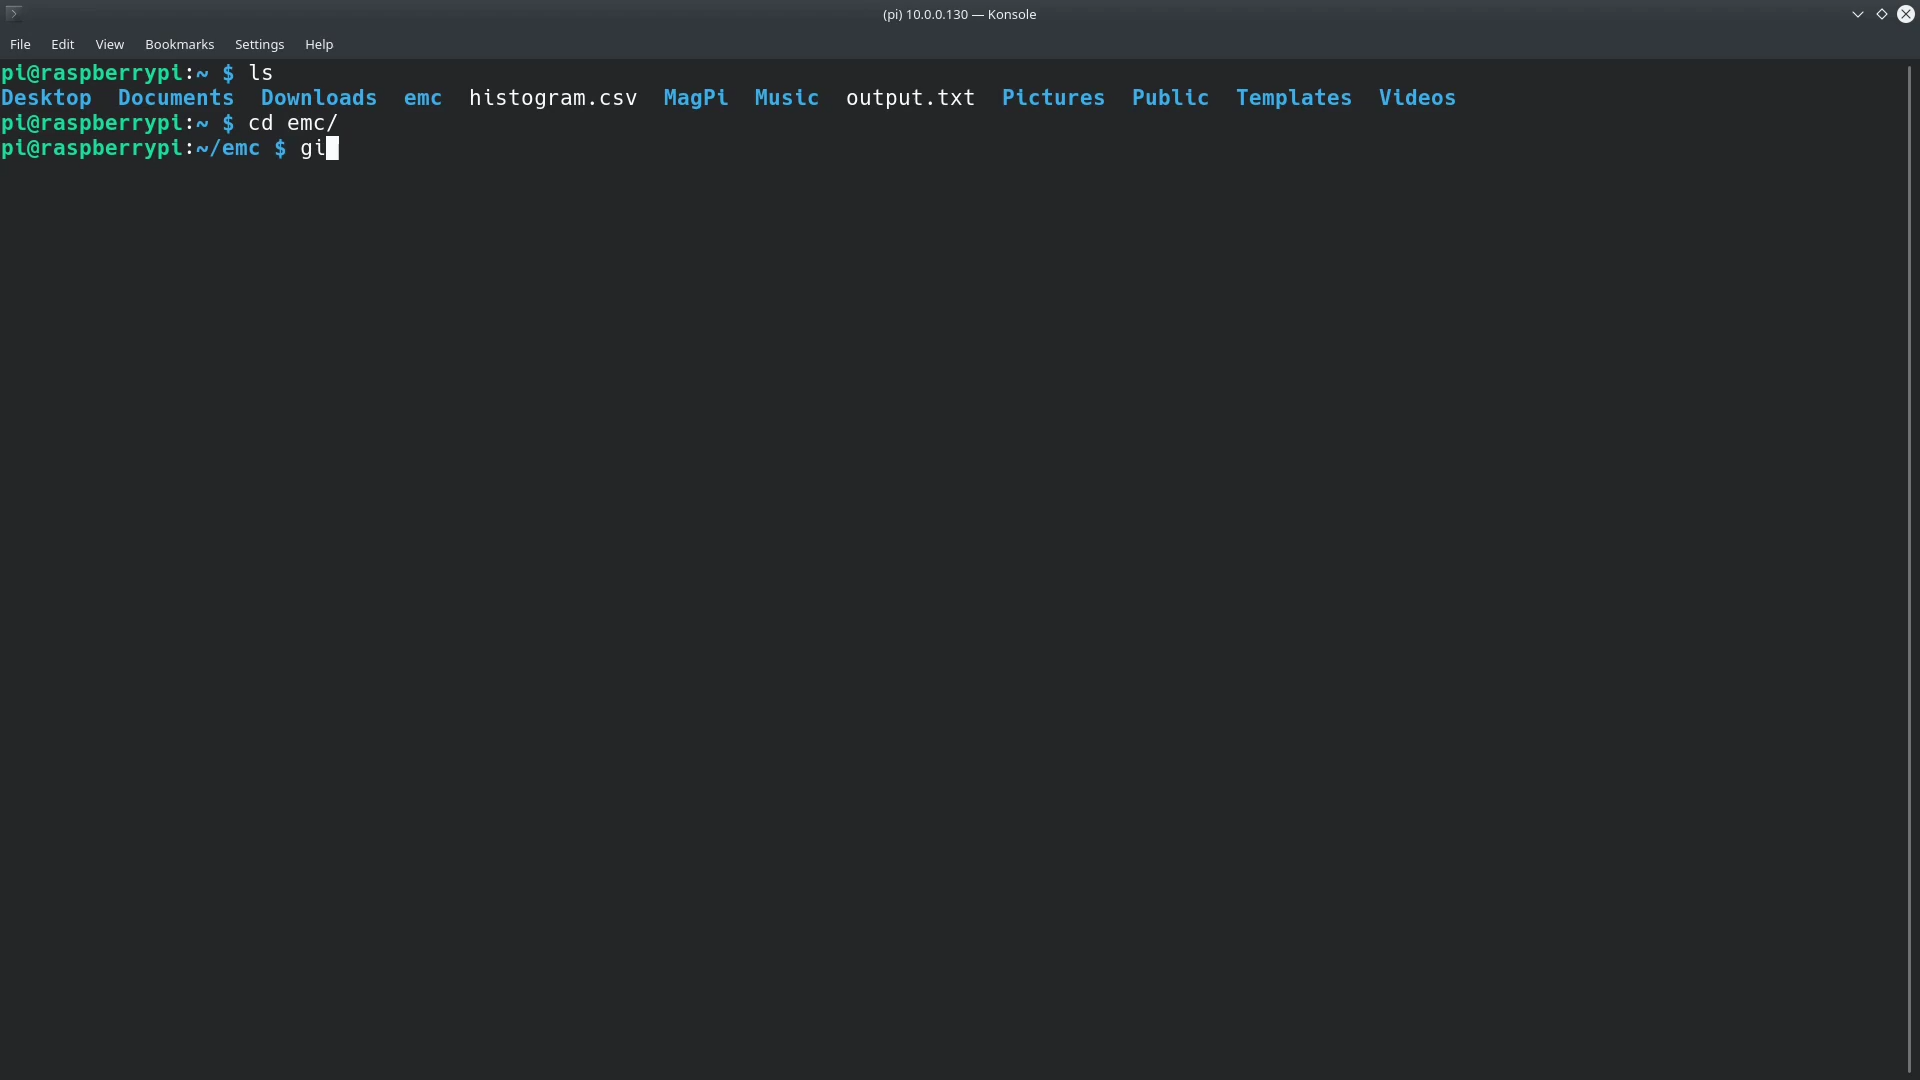 (pi) 10.0.0.130 — Konsole
File Edit View Bookmarks Settings Help
pi@raspberrypi:~ $ ls
Desktop  Documents  Downloads  emc  histogram.csv  MagPi  Music  output.txt  Pictures  Public  Templates  Videos
pi@raspberrypi:~ $ cd emc/
pi@raspberrypi:~/emc $ gi